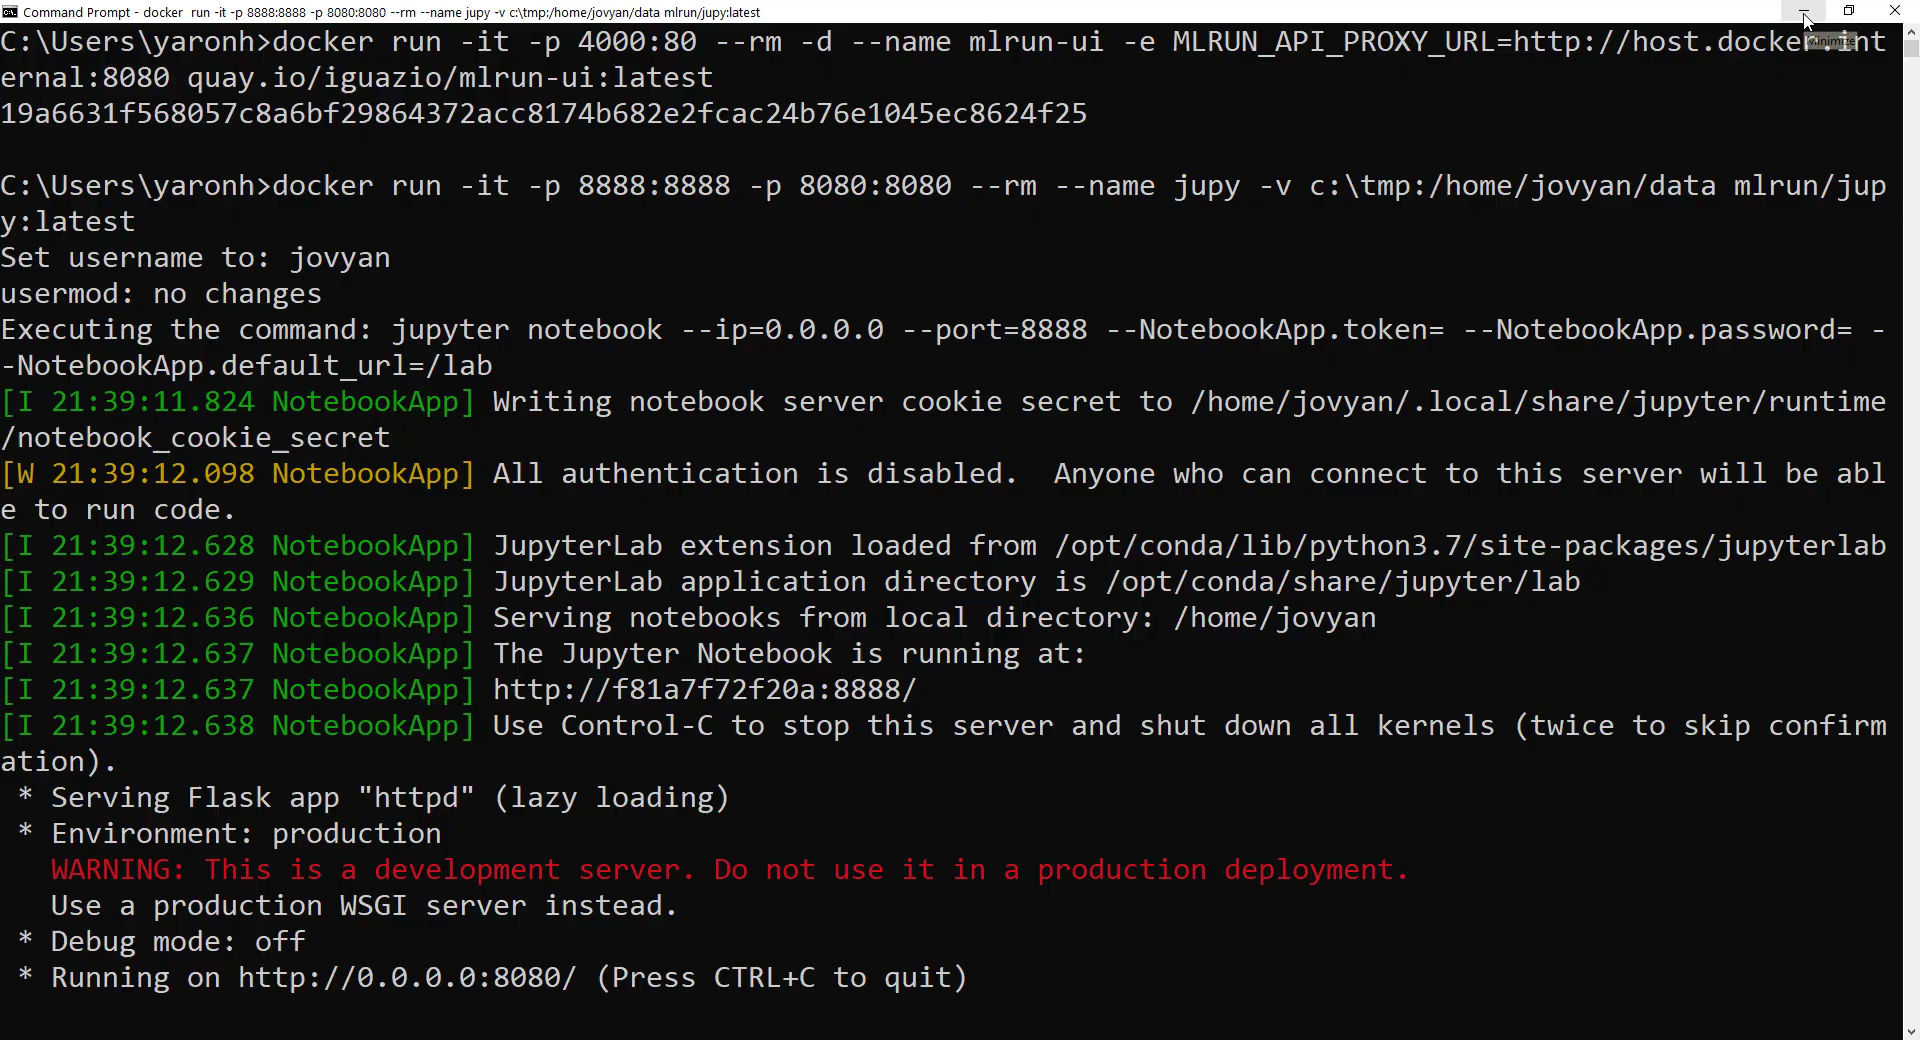 Command Prompt - docker  run -it -p 8888:8888 -p 8080:8080 --rm --name jupy -v c:\tmp:/home/jovyan/data mlrun/jupy:latest
C:\Users\yaronh>docker run -it -p 4000:80 --rm -d --name mlrun-ui -e MLRUN_API_PROXY_URL=http://host.docker.int
Minimize
ernal:8080 quay.io/iguazio/mlrun-ui:latest
19a6631f568057c8a6bf29864372acc8174b682e2fcac24b76e1045ec8624f25
C:\Users\yaronh>docker run -it -p 8888:8888 -p 8080:8080 --rm --name jupy -v c:\tmp:/home/jovyan/data mlrun/jup
y:latest
Set username to: jovyan
usermod: no changes
Executing the command: jupyter notebook --ip=0.0.0.0 --port=8888 --NotebookApp.token= --NotebookApp.password= -
-NotebookApp.default_url=/lab
[I 21:39:11.824 NotebookApp] Writing notebook server cookie secret to /home/jovyan/.local/share/jupyter/runtime
/notebook_cookie_secret
[W 21:39:12.098 NotebookApp] All authentication is disabled.  Anyone who can connect to this server will be abl
e to run code.
[I 21:39:12.628 NotebookApp] JupyterLab extension loaded from /opt/conda/lib/python3.7/site-packages/jupyterlab
[I 21:39:12.629 NotebookApp] JupyterLab application directory is /opt/conda/share/jupyter/lab
[I 21:39:12.636 NotebookApp] Serving notebooks from local directory: /home/jovyan
[I 21:39:12.637 NotebookApp] The Jupyter Notebook is running at:
[I 21:39:12.637 NotebookApp] http://f81a7f72f20a:8888/
[I 21:39:12.638 NotebookApp] Use Control-C to stop this server and shut down all kernels (twice to skip confirm
ation).
 * Serving Flask app "httpd" (lazy loading)
 * Environment: production
   WARNING: This is a development server. Do not use it in a production deployment.
   Use a production WSGI server instead.
 * Debug mode: off
 * Running on http://0.0.0.0:8080/ (Press CTRL+C to quit)